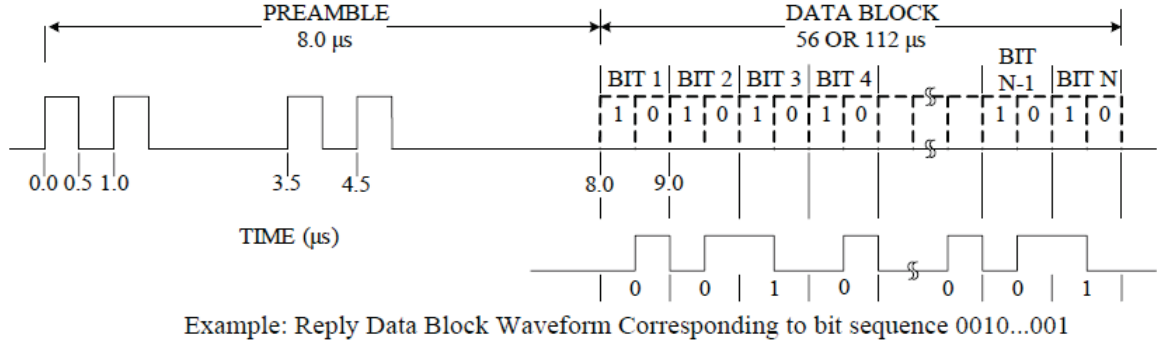 PREAMBLE DATA BLOCK
8.0 μs 56 OR 112 μs
BIT 1 BIT 2 BIT 3 BIT 4 BIT N-1 BIT N
1 0 1 0 1 0 1 0 1 0 1 0
0.0 0.5 1.0 3.5 4.5 8.0 9.0
TIME (μs)
0 0 1 0 0 0 1
Example: Reply Data Block Waveform Corresponding to bit sequence 0010...001